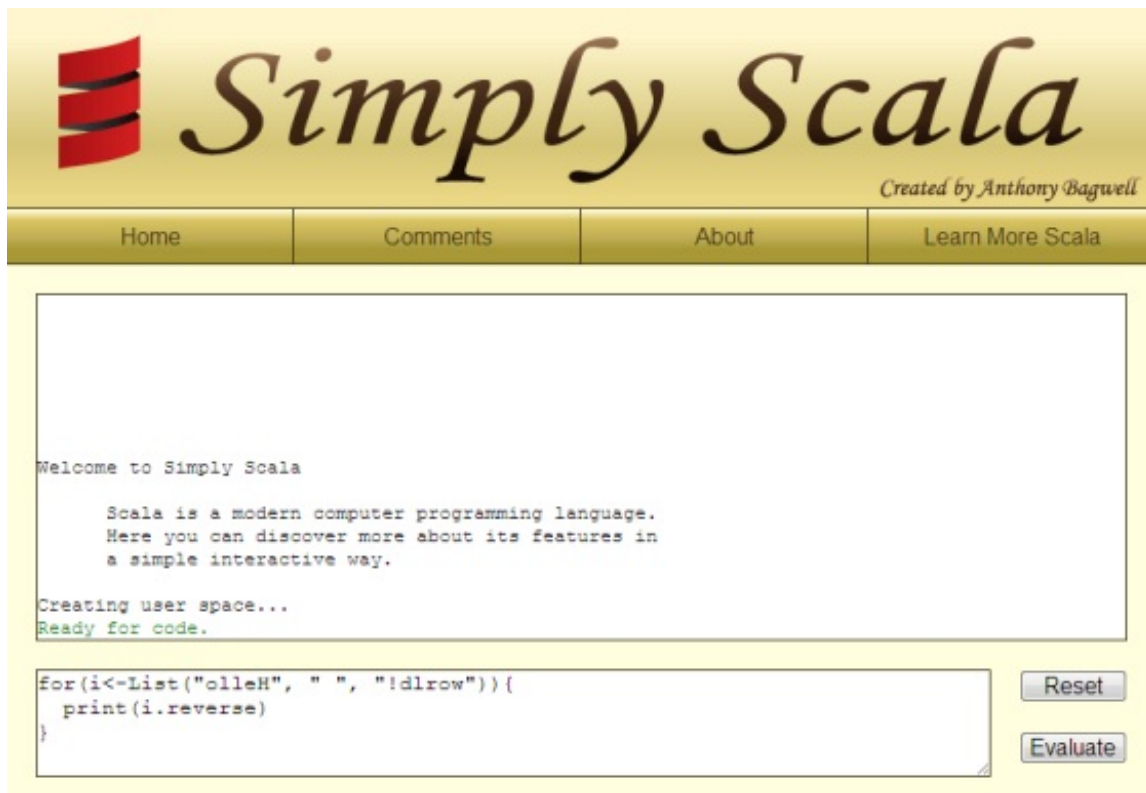 Simply Scala
Created by Anthony Bagwell
Home Comments About Learn More Scala
Welcome to Simply Scala
Scala is a modern computer programming language.
Here you can discover more about its features in
a simple interactive way.
Creating user space...
Ready for code.
for(i<-List("olleH", " ", "!dlrow")){
  print(i.reverse)
}
Reset
Evaluate